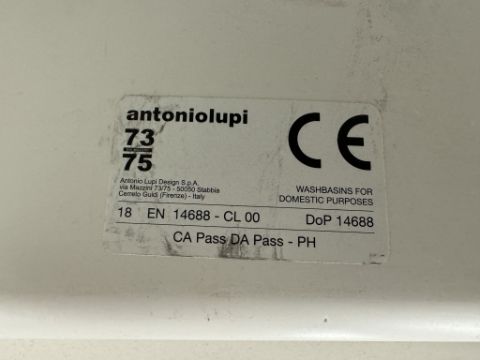 antoniolupi
CE
73
75
Antonio Lupi Design S.p.A.
via Mazzini 73/75 - 50050 Stabbia
Cerreto Guidi (Firenze) - Italy
WASHBASINS FOR
DOMESTIC PURPOSES
18 EN 14688 - CL 00 DoP 14688
CA Pass DA Pass - PH